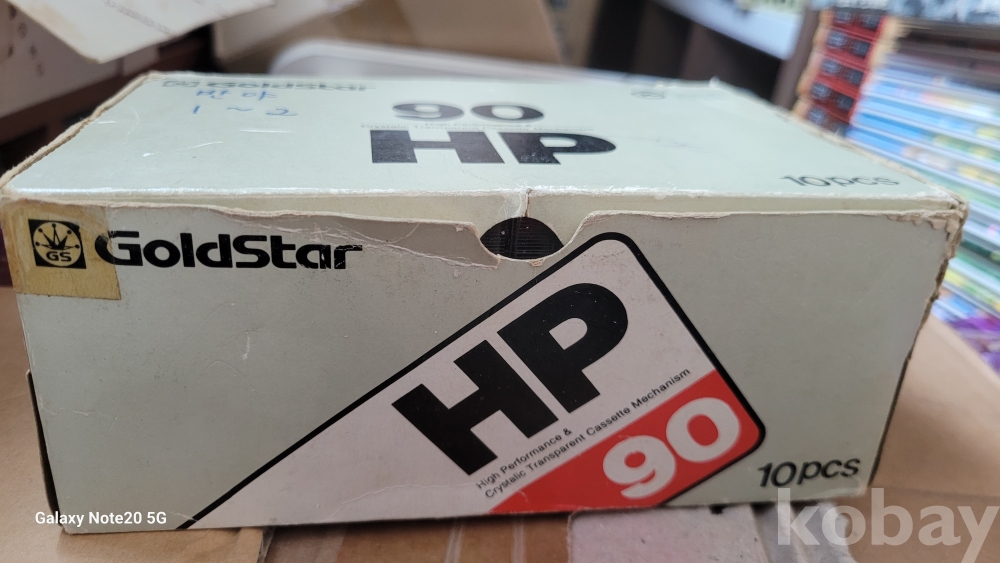 GoldStar
1 ~ 2
90
HP
10pcs
GS GoldStar
HP
High Performance &
Crystalic Transparent Cassette Mechanism
90
10pcs
Galaxy Note20 5G
kobay